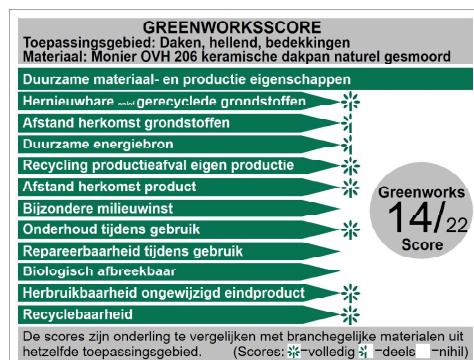 GREENWORKSSCORE
Toepassingsgebied: Daken, hellend, bedekkingen
Materiaal: Monier OVH 206 keramische dakpan naturel gesmoord
Duurzame materiaal- en productie eigenschappen
Hernieuwbare en/of gerecyclede grondstoffen
Afstand herkomst grondstoffen
Duurzame energiebron
Recycling productieafval eigen productie
Afstand herkomst product
Bijzondere milieuwinst
Onderhoud tijdens gebruik
Repareerbaarheid tijdens gebruik
Biologisch afbreekbaar
Herbruikbaarheid ongewijzigd eindproduct
Recyclebaarheid
Greenworks
14/22
Score
De scores zijn onderling te vergelijken met branchegelijke materialen uit
hetzelfde toepassingsgebied. (Scores: =volledig =deels =nihil)